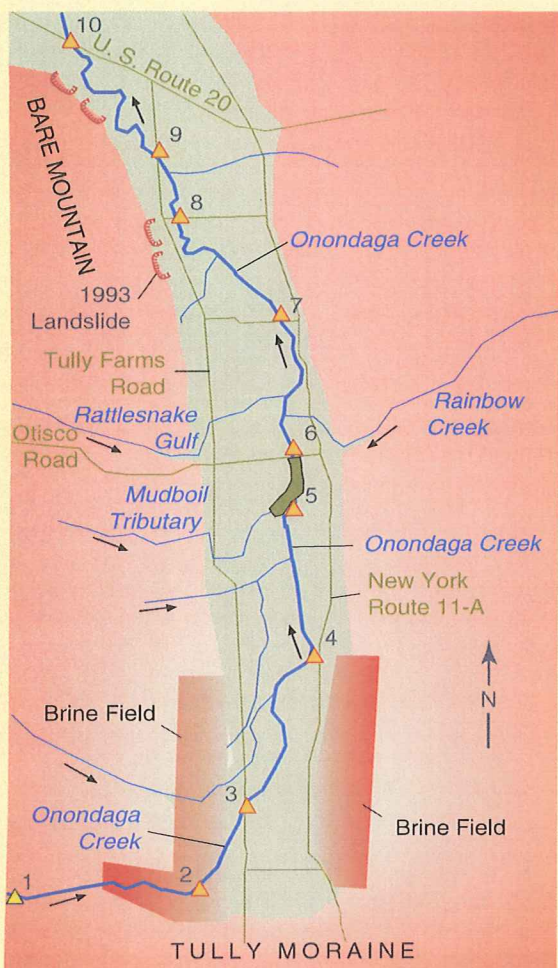 10
U. S. Route 20
BARE MOUNTAIN
9
8
Onondaga Creek
1993
Landslide
7
Tully Farms
Road
Rattlesnake
Gulf
Rainbow
Creek
Otisco
Road
6
Mudboil
Tributary
5
Onondaga Creek
New York
Route 11-A
4
N
Brine Field
3
Onondaga
Creek
Brine Field
2
1
TULLY MORAINE